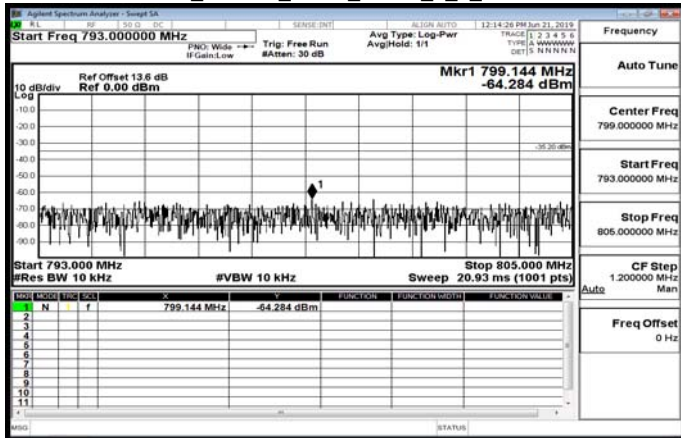 Agilent Spectrum Analyzer - Swept SA
RL RF 50 Ω DC SENSE:INT ALIGN AUTO 12:14:26 PM Jun 21, 2019
Start Freq 793.000000 MHz
PNO: Wide
IFGain:Low
Trig: Free Run
#Atten: 30 dB
Avg Type: Log-Pwr
Avg|Hold: 1/1
TRACE 1 2 3 4 5 6
TYPE A WWWWW
DET S NNNNN
Mkr1 799.144 MHz
-64.284 dBm
Ref Offset 13.6 dB
10 dB/div Ref 0.00 dBm
Log
-10.0
-20.0
-30.0
-35.20 dBm
-40.0
-50.0
-60.0
1
-70.0
-80.0
-90.0
Start 793.000 MHz
Stop 805.000 MHz
#Res BW 10 kHz
#VBW 10 kHz
Sweep 20.93 ms (1001 pts)
MKR MODE TRC SCL X Y FUNCTION FUNCTION WIDTH FUNCTION VALUE
1 N 1 f 799.144 MHz -64.284 dBm
2
3
4
5
6
7
8
9
10
11
MSG
STATUS
Frequency
Auto Tune
Center Freq
799.000000 MHz
Start Freq
793.000000 MHz
Stop Freq
805.000000 MHz
CF Step
1.200000 MHz
Auto Man
Freq Offset
0 Hz